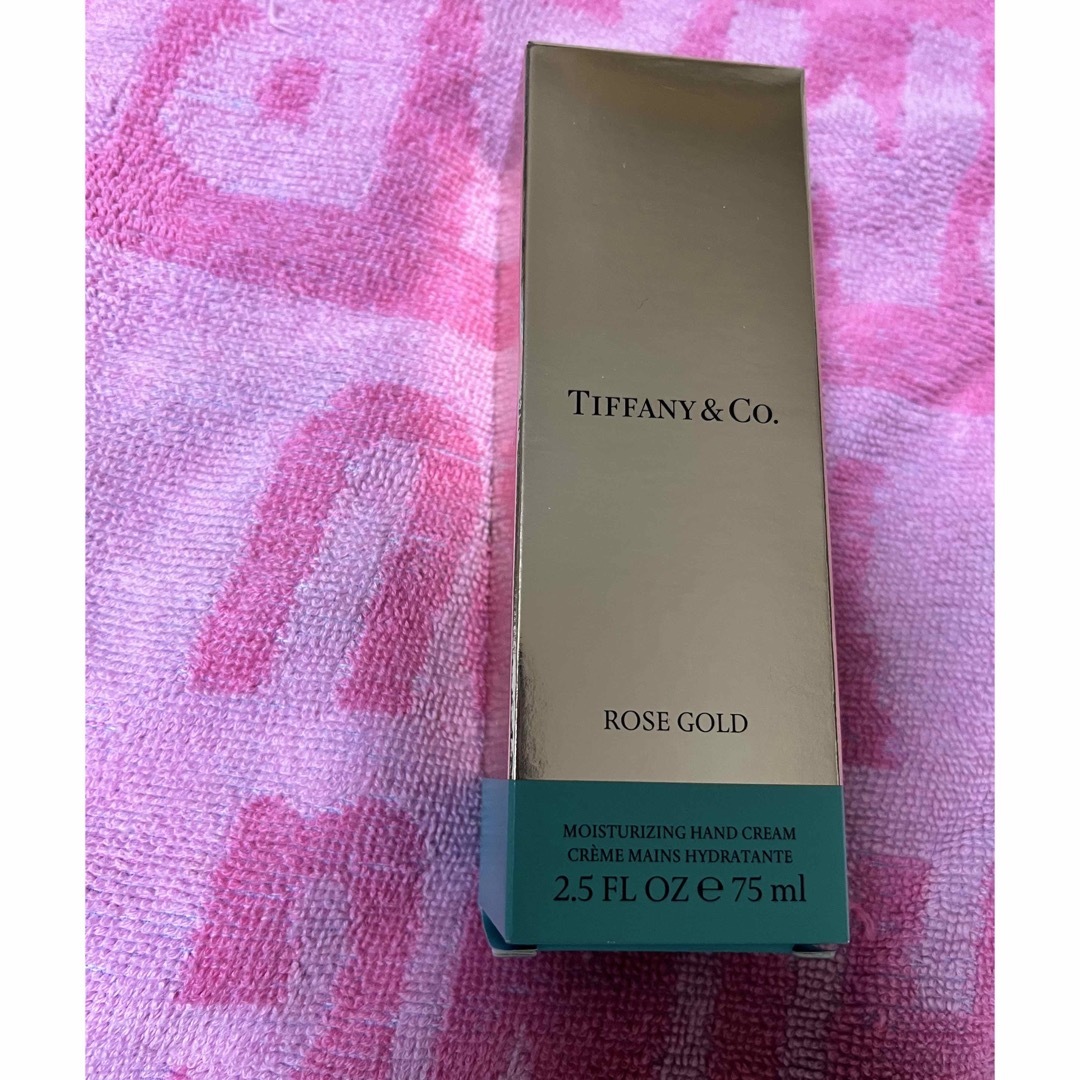 TIFFANY & CO.
ROSE GOLD
MOISTURIZING HAND CREAM
CRÈME MAINS HYDRATANTE
2.5 FL OZ ℮ 75 ml